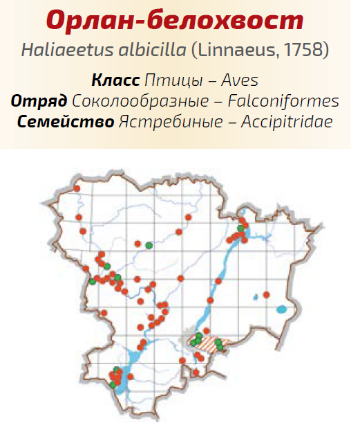 Орлан-белохвост
Haliaeetus albicilla (Linnaeus, 1758)
Класс Птицы – Aves
Отряд Соколообразные – Falconiformes
Семейство Ястребиные – Accipitridae